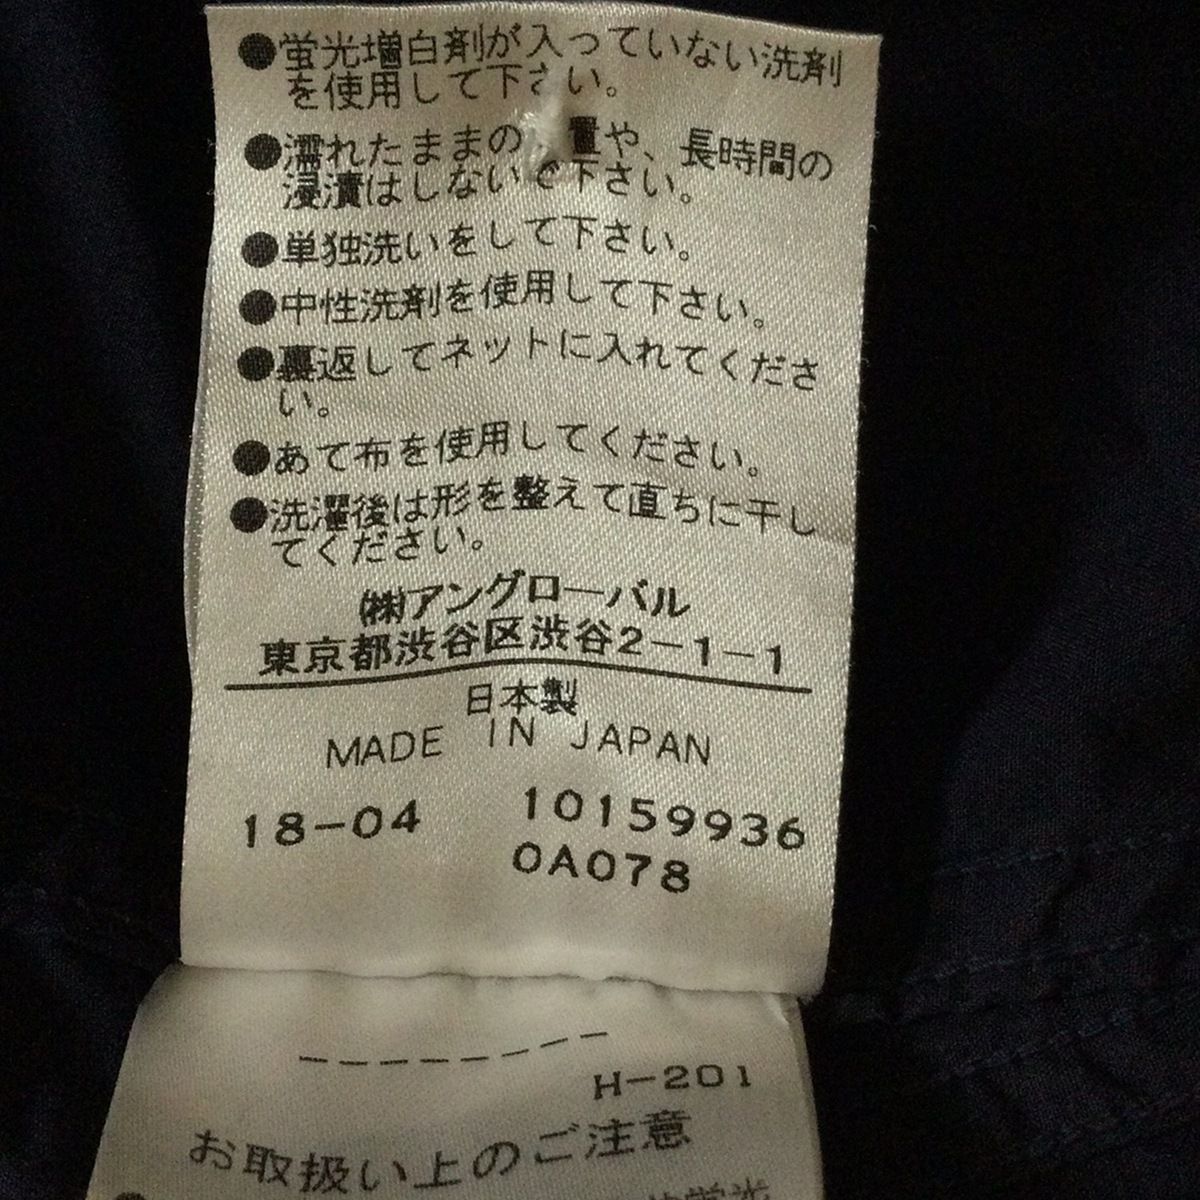 ●蛍光増白剤が入っていない洗剤
を使用して下さい。
●濡れたままの 置や、長時間の
浸漬はしないで下さい。
●単独洗いをして下さい。
●中性洗剤を使用して下さい。
●裏返してネットに入れてくださ
い。
●あて布を使用してください。
●洗濯後は形を整えて直ちに干し
てください。
(株)アングローバル
東京都渋谷区渋谷2-1-1
日本製
MADE IN JAPAN
18-04 10159936
0A078
H-201
お取扱い上のご注意